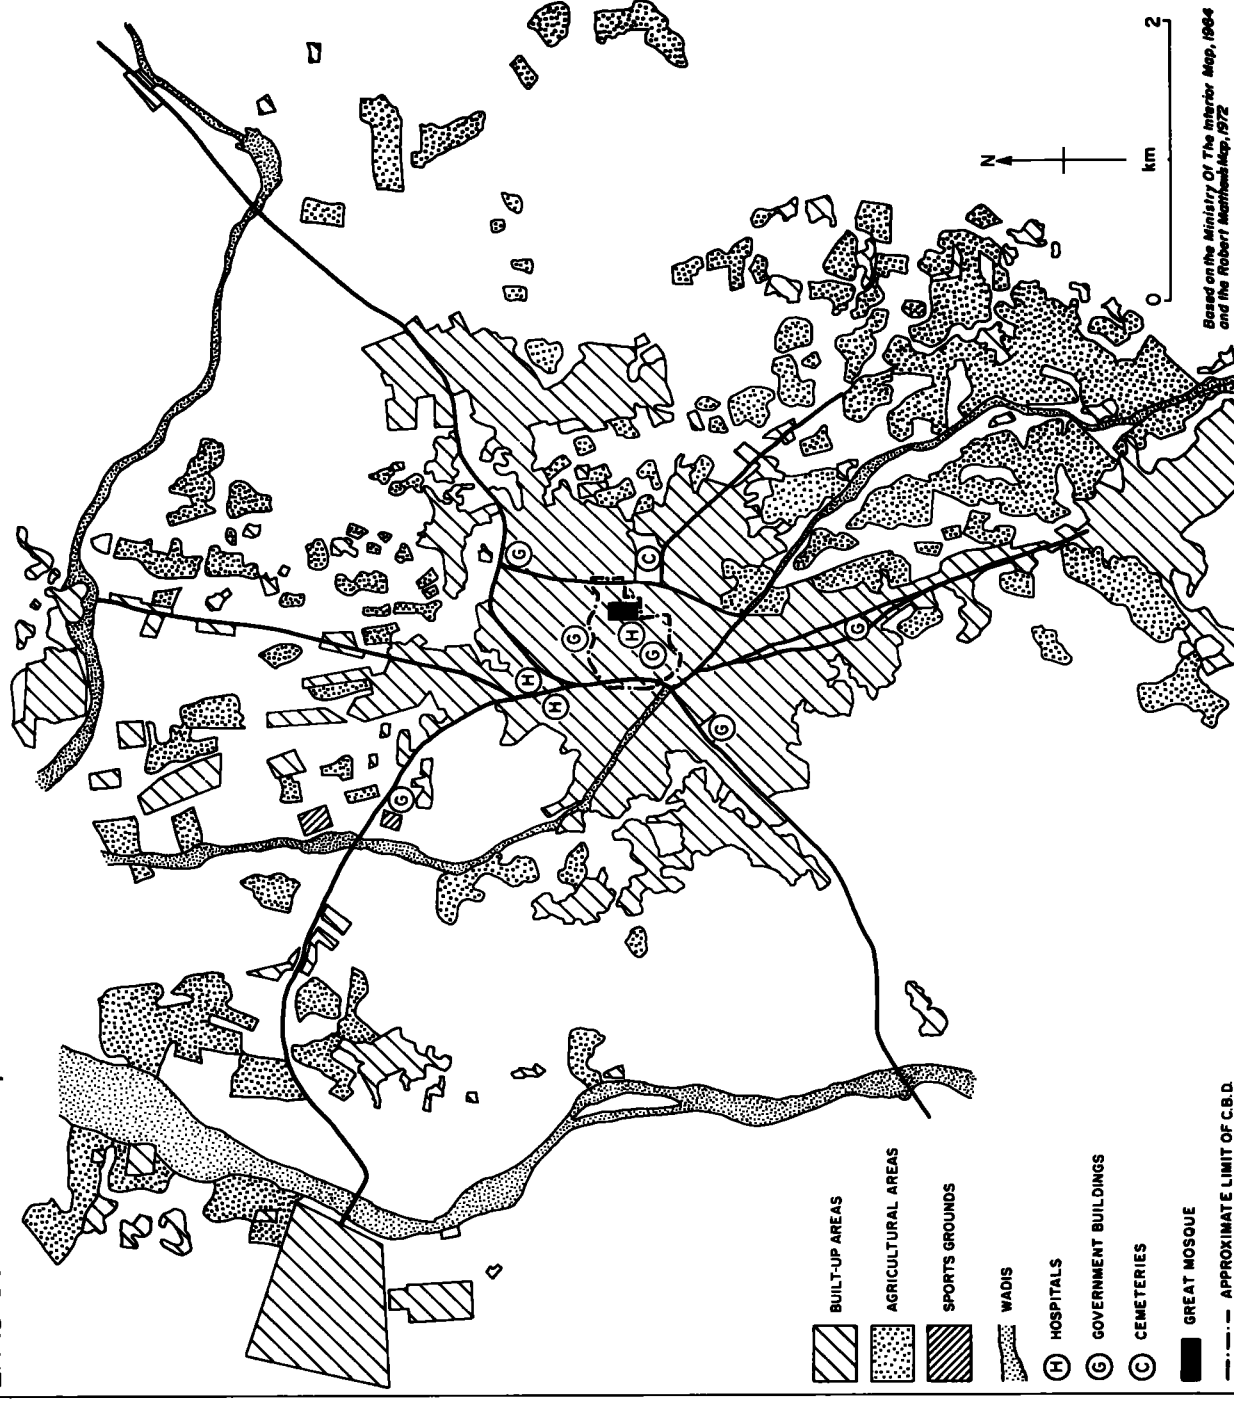 G
C
G
H
G
H
H
G
G
G
N
0 km 2
Based on the Ministry Of The Interior Map, 1984
and the Robert Matthew Map, 1972
BUILT-UP AREAS
AGRICULTURAL AREAS
SPORTS GROUNDS
WADIS
H HOSPITALS
G GOVERNMENT BUILDINGS
C CEMETERIES
GREAT MOSQUE
APPROXIMATE LIMIT OF C.B.D.